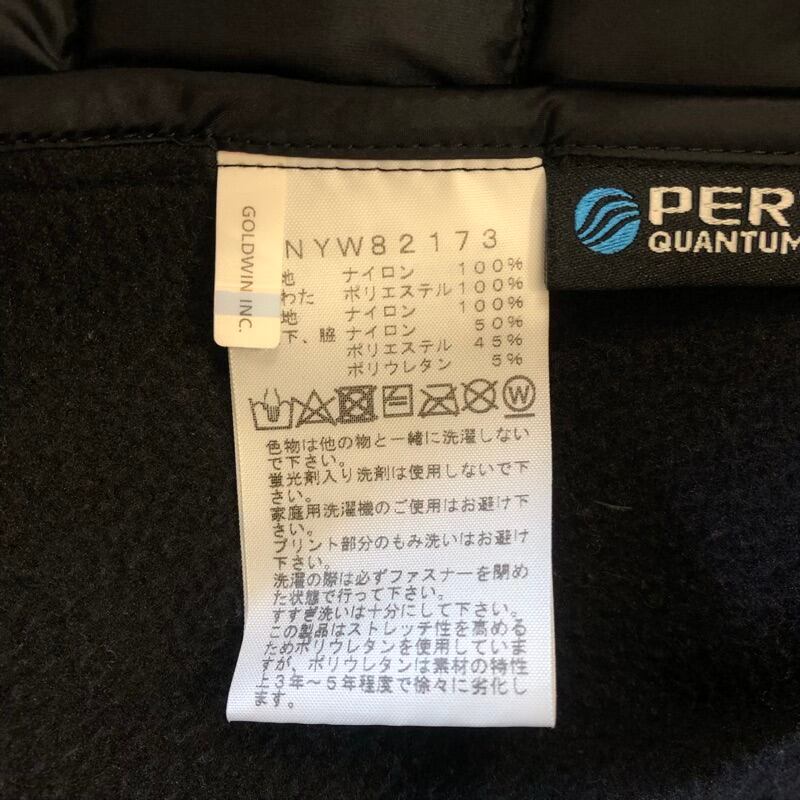 GOLDWIN INC.
NYW82173
地 ナイロン 100%
わた ポリエステル 100%
地 ナイロン 100%
下、脇 ナイロン 50%
ポリエステル 45%
ポリウレタン 5%
W
色物は他の物と一緒に洗濯しない
で下さい。
蛍光剤入り洗剤は使用しないで下
さい。
家庭用洗濯機のご使用はお避け下
さい。
プリント部分のもみ洗いはお避け
下さい。
洗濯の際は必ずファスナーを閉め
た状態で行って下さい。
すすぎ洗いは十分にして下さい。
この製品はストレッチ性を高める
ためポリウレタンを使用していま
すが、ポリウレタンは素材の特性
上3年～5年程度で徐々に劣化し
ます。
PER
QUANTUM